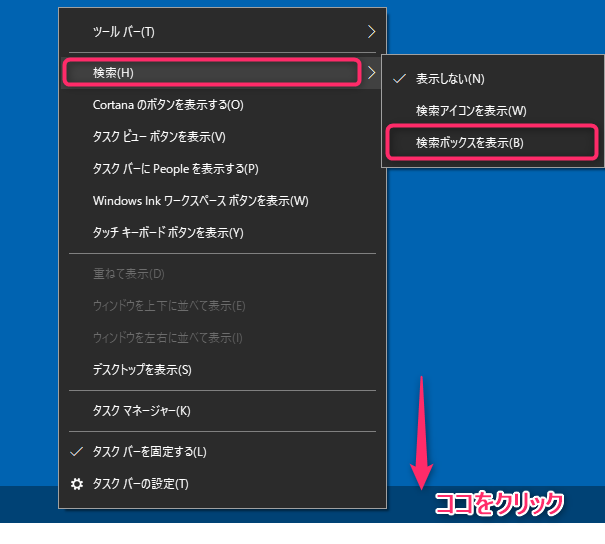 ツール バー(T)
検索(H)
Cortana のボタンを表示する(O)
タスク ビュー ボタンを表示(V)
タスク バーに People を表示する(P)
Windows Ink ワークスペース ボタンを表示(W)
タッチ キーボード ボタンを表示(Y)
重ねて表示(D)
ウィンドウを上下に並べて表示(E)
ウィンドウを左右に並べて表示(I)
デスクトップを表示(S)
タスク マネージャー(K)
タスク バーを固定する(L)
タスク バーの設定(T)
表示しない(N)
検索アイコンを表示(W)
検索ボックスを表示(B)
ココをクリック